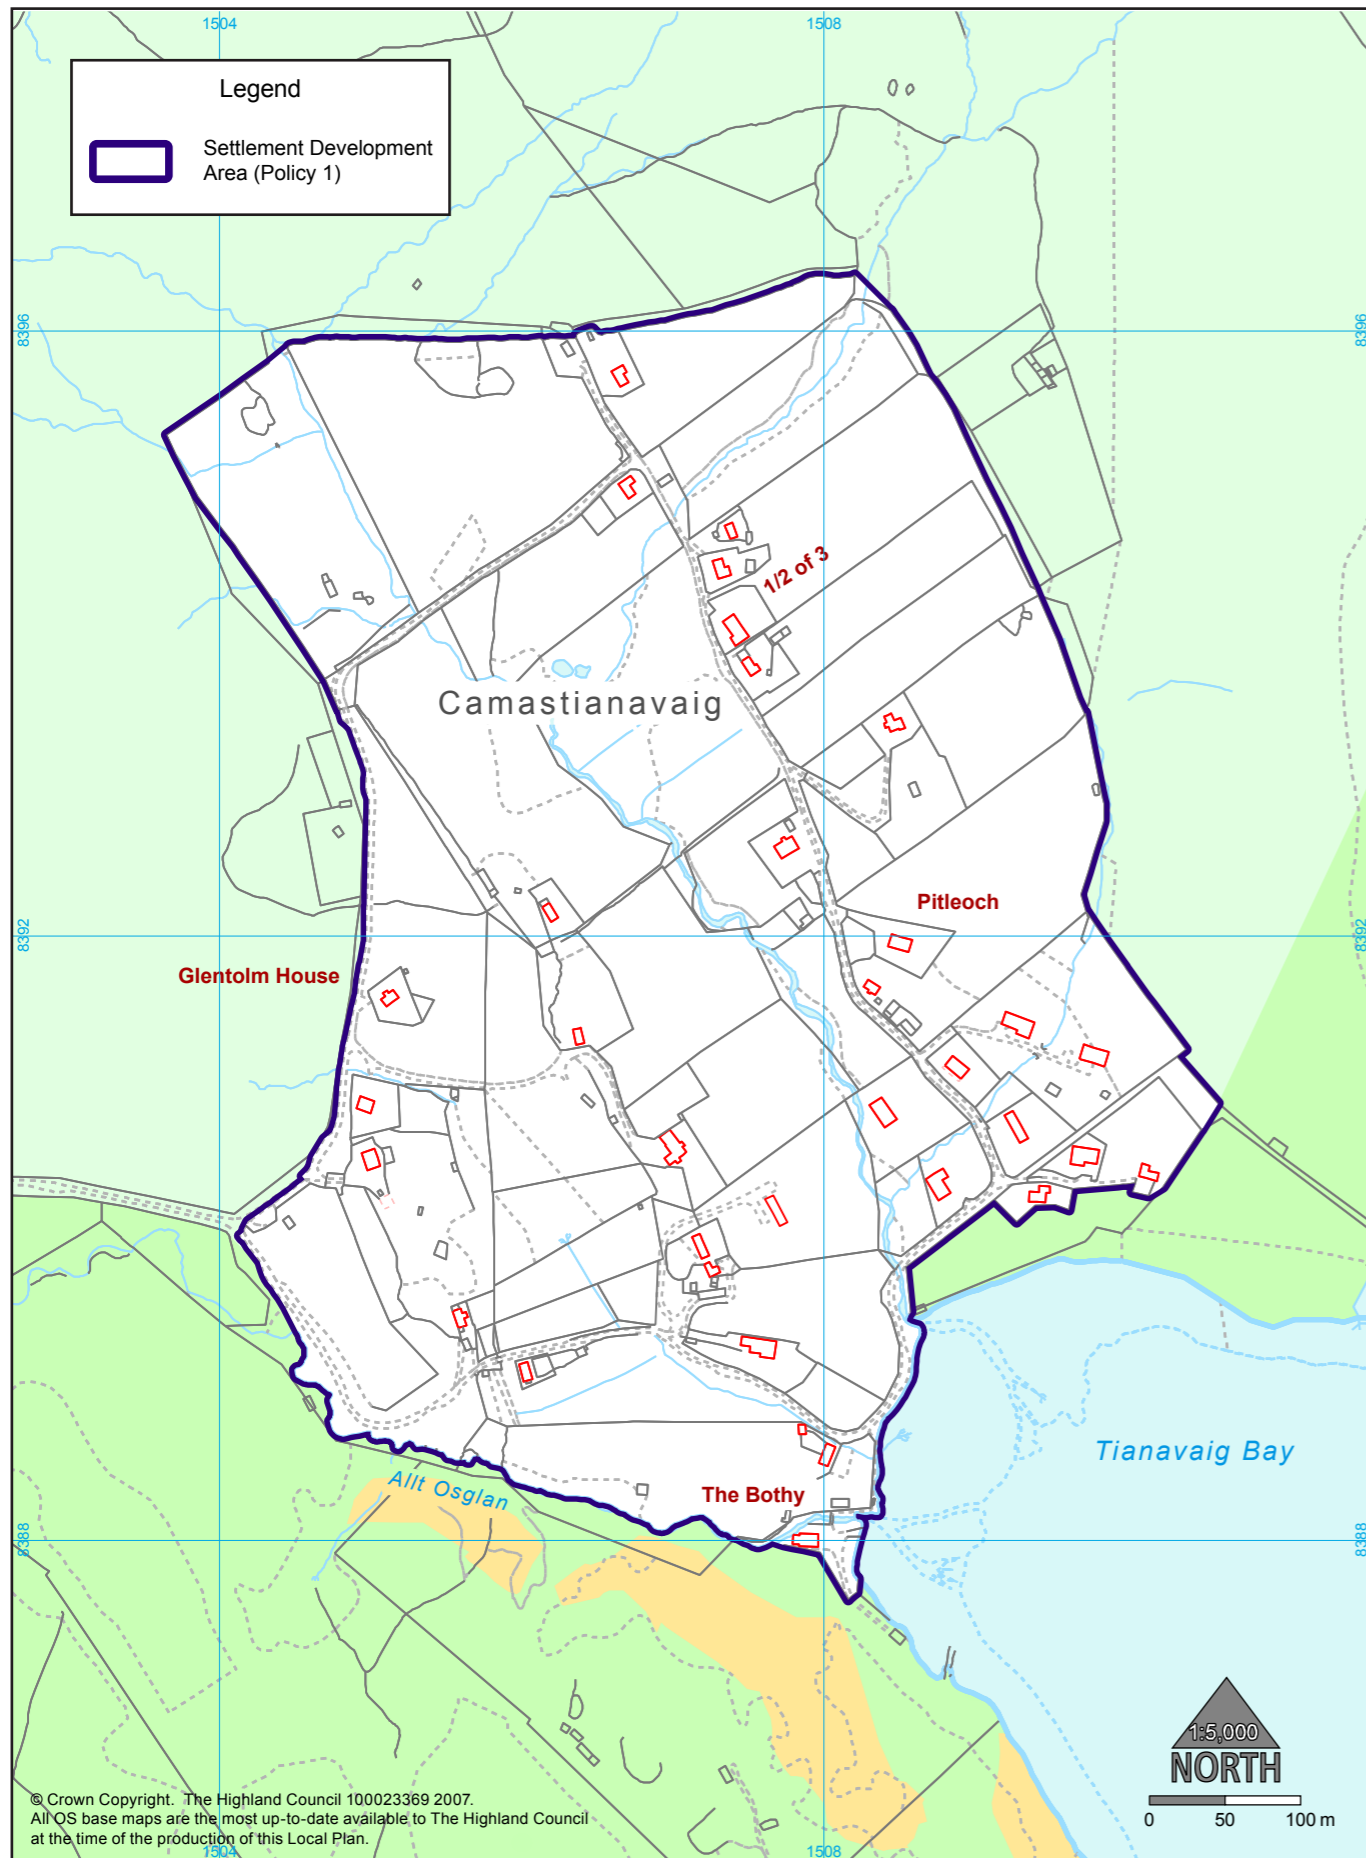 1504
1508
Legend
Settlement Development
Area (Policy 1)
8396
8396
1/2 of 3
Camastianavaig
Pitleoch
8392
8392
Glentolm House
Tianavaig Bay
Allt Osglan
The Bothy
8388
8388
1:5,000
NORTH
0 50 100 m
© Crown Copyright. The Highland Council 100023369 2007.
All OS base maps are the most up-to-date available to The Highland Council
at the time of the production of this Local Plan.
1504
1508